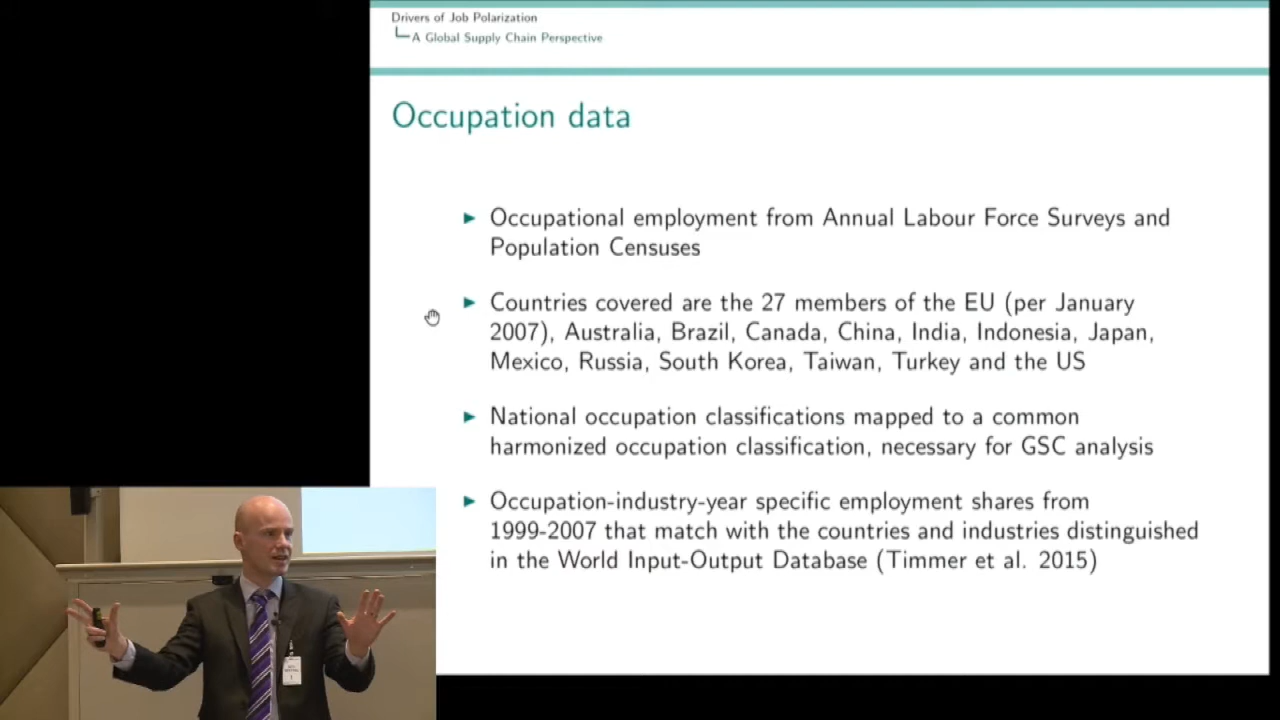 Drivers of Job Polarization
A Global Supply Chain Perspective
Occupation data
Occupational employment from Annual Labour Force Surveys and
Population Censuses
Countries covered are the 27 members of the EU (per January
2007), Australia, Brazil, Canada, China, India, Indonesia, Japan,
Mexico, Russia, South Korea, Taiwan, Turkey and the US
National occupation classifications mapped to a common
harmonized occupation classification, necessary for GSC analysis
Occupation-industry-year specific employment shares from
1999-2007 that match with the countries and industries distinguished
in the World Input-Output Database (Timmer et al. 2015)